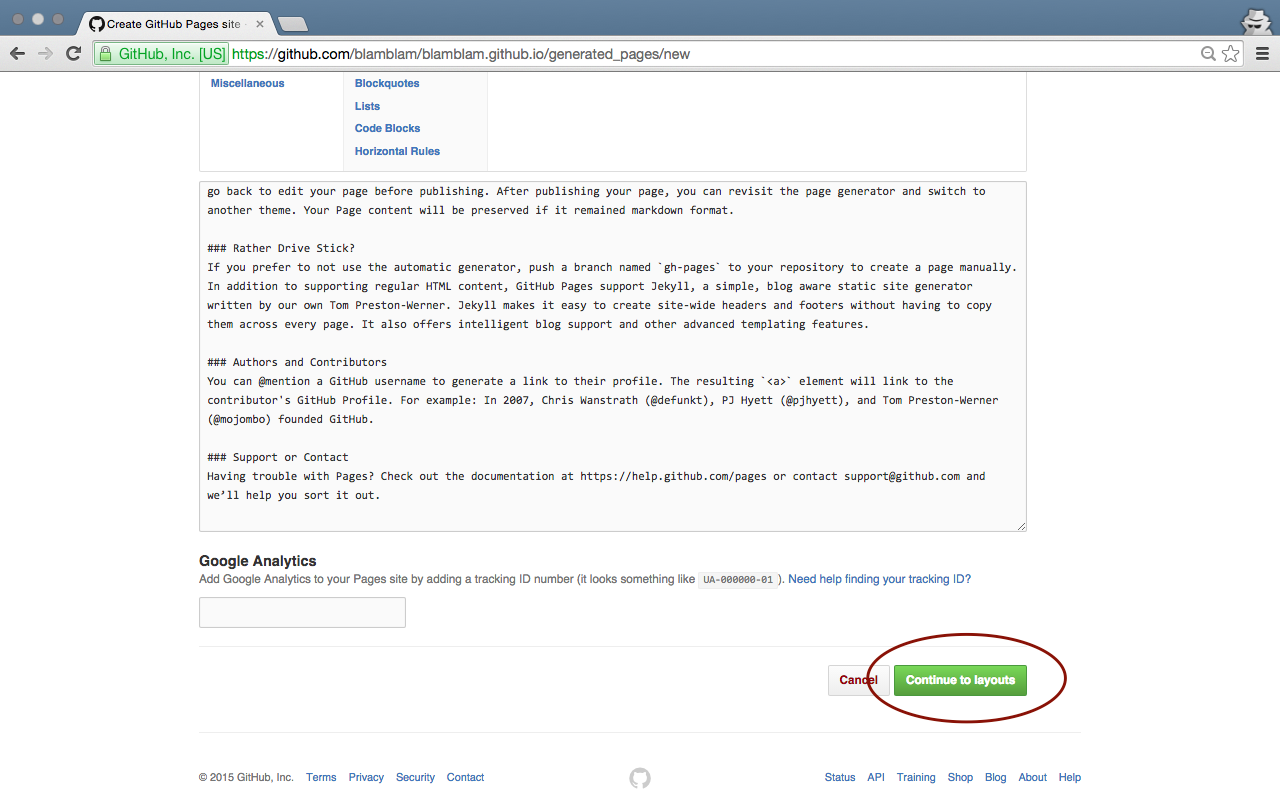 Create GitHub Pages site
GitHub, Inc. [US] https://github.com/blamblam/blamblam.github.io/generated_pages/new
Miscellaneous
Blockquotes
Lists
Code Blocks
Horizontal Rules
go back to edit your page before publishing. After publishing your page, you can revisit the page generator and switch to
another theme. Your Page content will be preserved if it remained markdown format.
### Rather Drive Stick?
If you prefer to not use the automatic generator, push a branch named `gh-pages` to your repository to create a page manually.
In addition to supporting regular HTML content, GitHub Pages support Jekyll, a simple, blog aware static site generator
written by our own Tom Preston-Werner. Jekyll makes it easy to create site-wide headers and footers without having to copy
them across every page. It also offers intelligent blog support and other advanced templating features.
### Authors and Contributors
You can @mention a GitHub username to generate a link to their profile. The resulting `<a>` element will link to the
contributor's GitHub Profile. For example: In 2007, Chris Wanstrath (@defunkt), PJ Hyett (@pjhyett), and Tom Preston-Werner
(@mojombo) founded GitHub.
### Support or Contact
Having trouble with Pages? Check out the documentation at https://help.github.com/pages or contact support@github.com and
we’ll help you sort it out.
Google Analytics
Add Google Analytics to your Pages site by adding a tracking ID number (it looks something like UA-000000-01 ). Need help finding your tracking ID?
Cancel Continue to layouts
© 2015 GitHub, Inc. Terms Privacy Security Contact Status API Training Shop Blog About Help